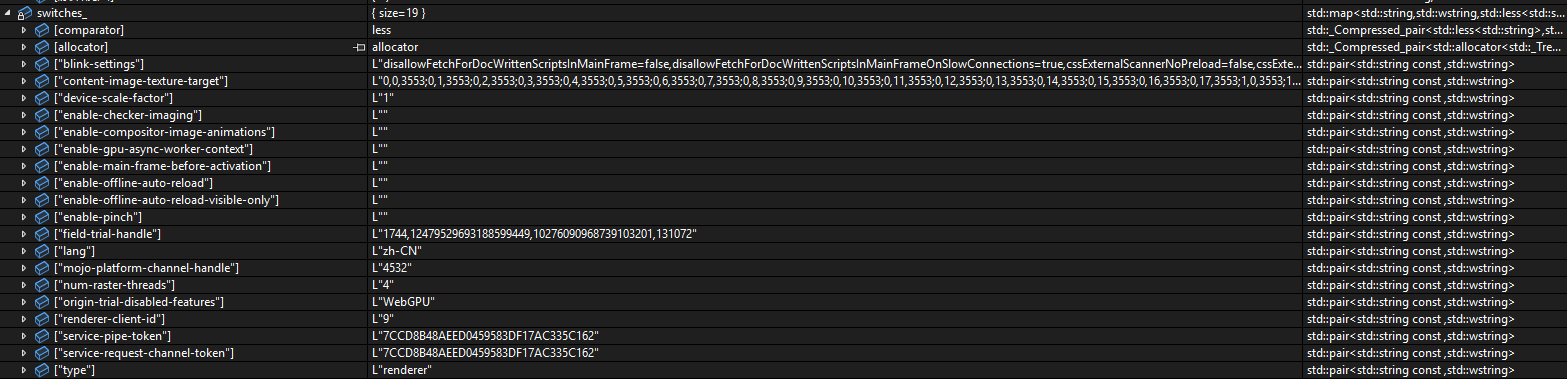 switches_ { size=19 } std::map<std::string,std::wstring,std::less<std::s...
[comparator] less std::_Compressed_pair<std::less<std::string>,st...
[allocator] allocator std::_Compressed_pair<std::allocator<std::_Tre...
["blink-settings"] L"disallowFetchForDocWrittenScriptsInMainFrame=false,disallowFetchForDocWrittenScriptsInMainFrameOnSlowConnections=true,cssExternalScannerNoPreload=false,cssExte... std::pair<std::string const ,std::wstring>
["content-image-texture-target"] L"0,0,3553;0,1,3553;0,2,3553;0,3,3553;0,4,3553;0,5,3553;0,6,3553;0,7,3553;0,8,3553;0,9,3553;0,10,3553;0,11,3553;0,12,3553;0,13,3553;0,14,3553;0,15,3553;0,16,3553;0,17,3553;1,0,3553;1... std::pair<std::string const ,std::wstring>
["device-scale-factor"] L"1" std::pair<std::string const ,std::wstring>
["enable-checker-imaging"] L"" std::pair<std::string const ,std::wstring>
["enable-compositor-image-animations"] L"" std::pair<std::string const ,std::wstring>
["enable-gpu-async-worker-context"] L"" std::pair<std::string const ,std::wstring>
["enable-main-frame-before-activation"] L"" std::pair<std::string const ,std::wstring>
["enable-offline-auto-reload"] L"" std::pair<std::string const ,std::wstring>
["enable-offline-auto-reload-visible-only"] L"" std::pair<std::string const ,std::wstring>
["enable-pinch"] L"" std::pair<std::string const ,std::wstring>
["field-trial-handle"] L"1744,12479529693188599449,10276090968739103201,131072" std::pair<std::string const ,std::wstring>
["lang"] L"zh-CN" std::pair<std::string const ,std::wstring>
["mojo-platform-channel-handle"] L"4532" std::pair<std::string const ,std::wstring>
["num-raster-threads"] L"4" std::pair<std::string const ,std::wstring>
["origin-trial-disabled-features"] L"WebGPU" std::pair<std::string const ,std::wstring>
["renderer-client-id"] L"9" std::pair<std::string const ,std::wstring>
["service-pipe-token"] L"7CCD8B48AEED0459583DF17AC335C162" std::pair<std::string const ,std::wstring>
["service-request-channel-token"] L"7CCD8B48AEED0459583DF17AC335C162" std::pair<std::string const ,std::wstring>
["type"] L"renderer" std::pair<std::string const ,std::wstring>